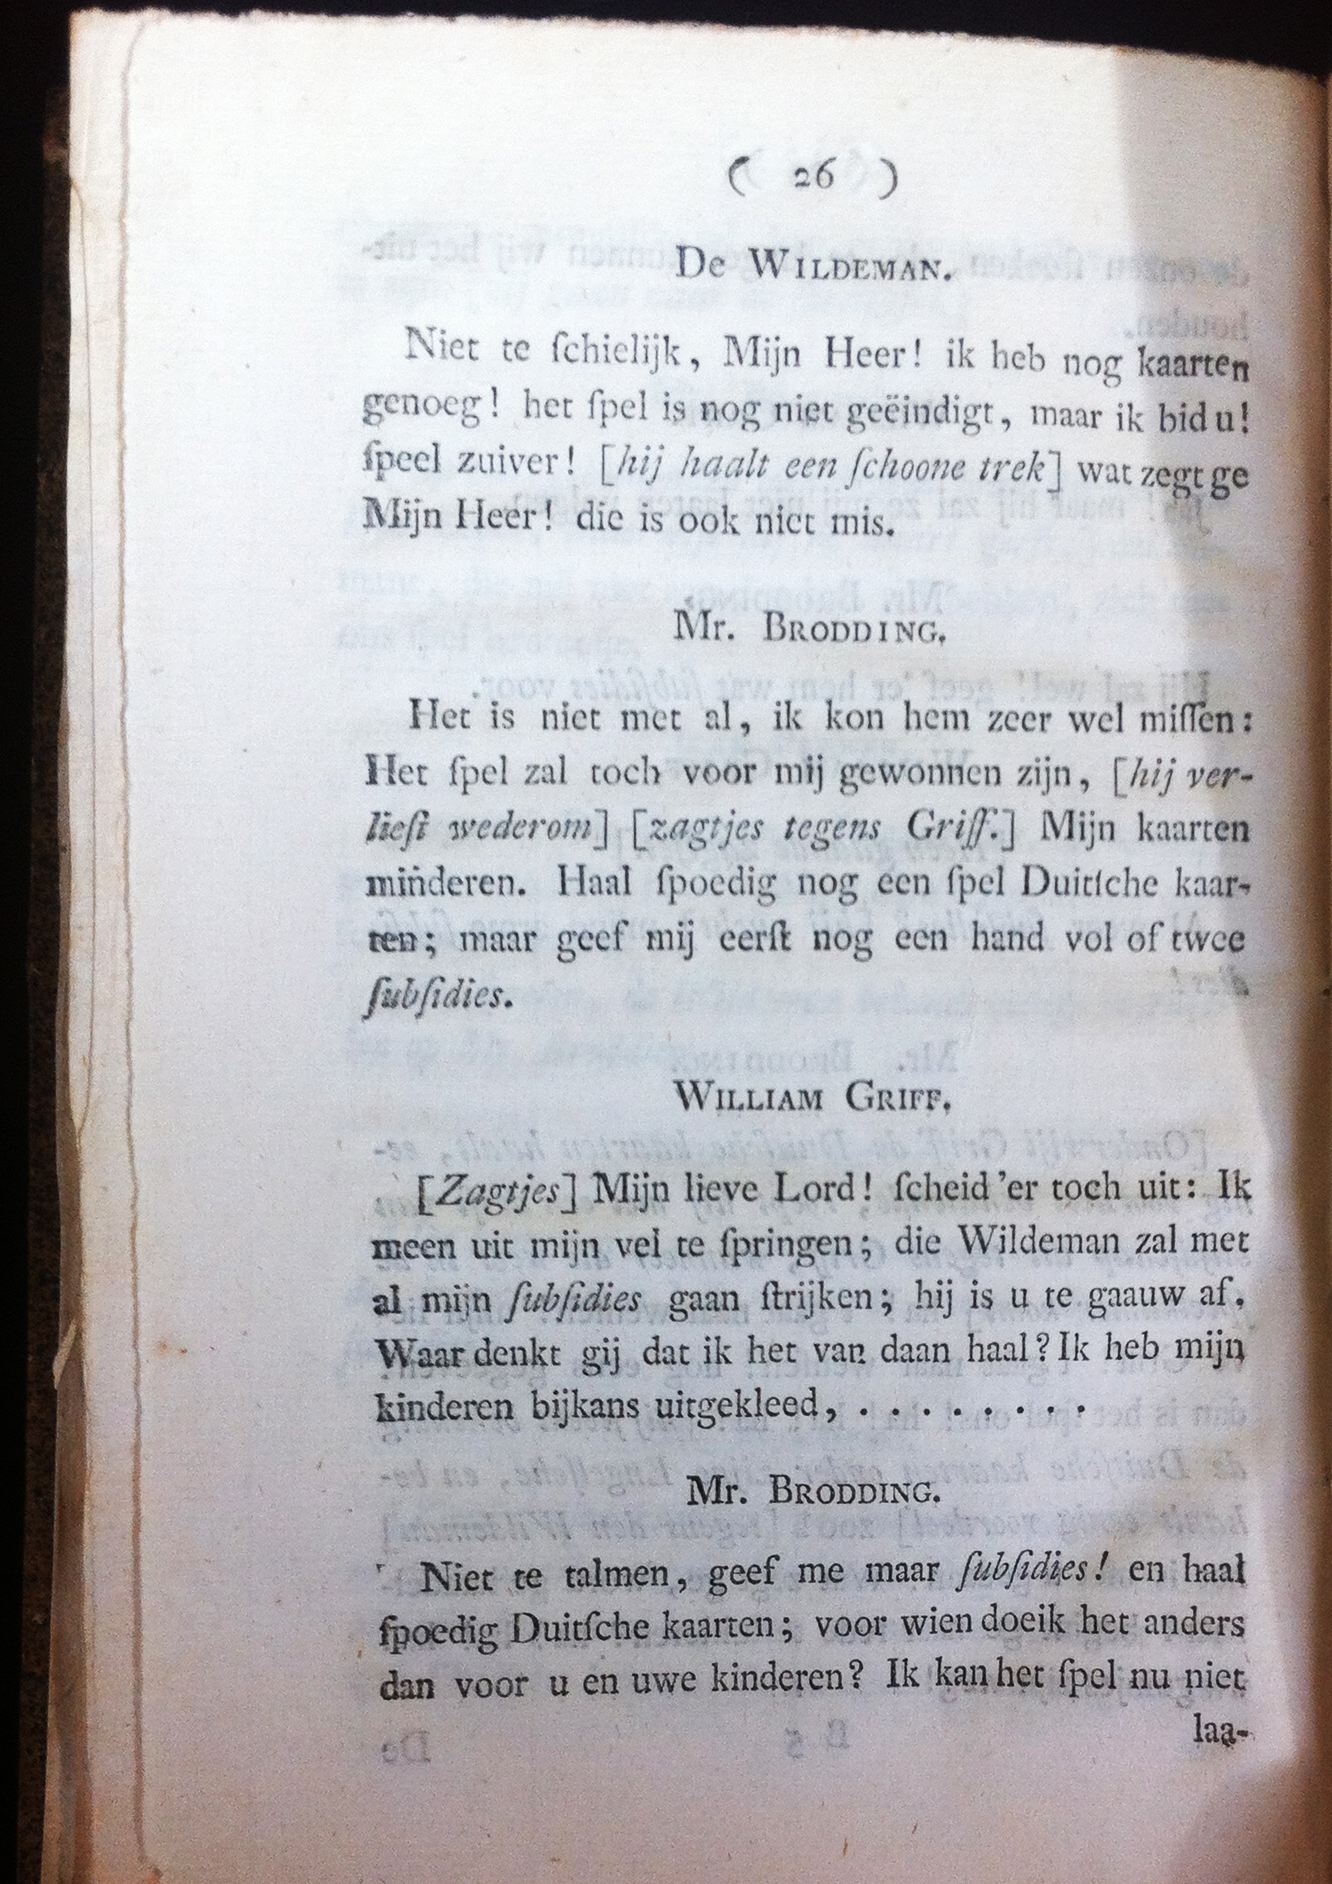 ( 26 )
De WILDEMAN.
Niet te ſchielijk, Mijn Heer! ik heb nog kaarten
genoeg! het ſpel is nog niet geëindigt, maar ik bid u!
ſpeel zuiver! [hij haalt een ſchoone trek] wat zegt ge
Mijn Heer! die is ook niet mis.
Mr. BRODDING.
Het is niet met al, ik kon hem zeer wel miſſen:
Het ſpel zal toch voor mij gewonnen zijn, [hij ver-
lieſt wederom] [zagtjes tegens Griff.] Mijn kaarten
minderen. Haal ſpoedig nog een ſpel Duitſche kaar-
ten; maar geef mij eerſt nog een hand vol of twee
ſubſidies.
WILLIAM GRIFF.
[Zagtjes] Mijn lieve Lord! ſcheid 'er toch uit: Ik
meen uit mijn vel te ſpringen; die Wildeman zal met
al mijn ſubſidies gaan ſtrijken; hij is u te gaauw af.
Waar denkt gij dat ik het van daan haal? Ik heb mijn
kinderen bijkans uitgekleed, . . . . . . . .
Mr. BRODDING.
Niet te talmen, geef me maar ſubſidies! en haal
ſpoedig Duitſche kaarten; voor wien doeik het anders
dan voor u en uwe kinderen? Ik kan het ſpel nu niet
laa-